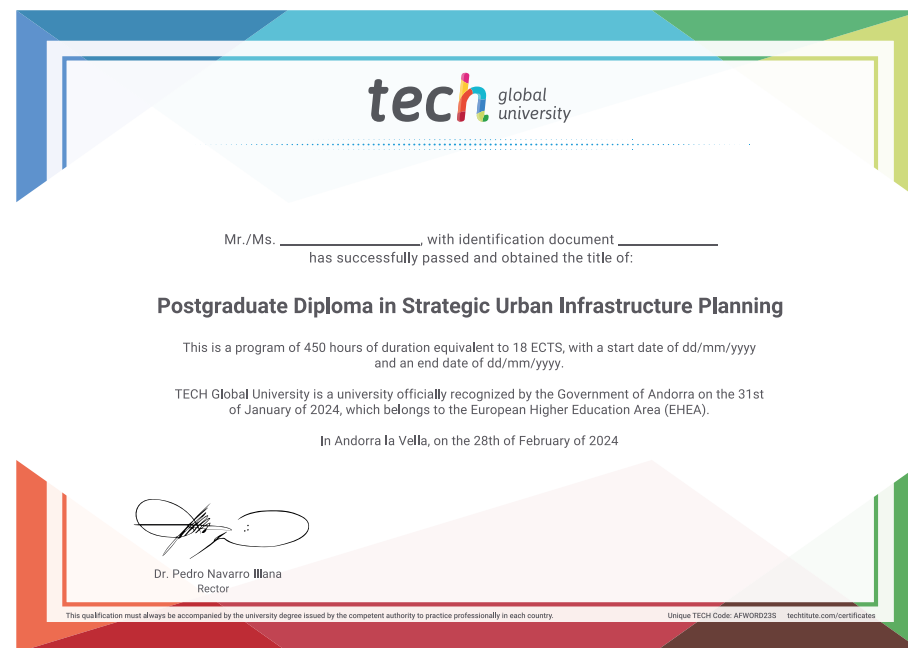 tech global
university
Mr./Ms. ____________________, with identification document ______________
has successfully passed and obtained the title of:
Postgraduate Diploma in Strategic Urban Infrastructure Planning
This is a program of 450 hours of duration equivalent to 18 ECTS, with a start date of dd/mm/yyyy
and an end date of dd/mm/yyyy.
TECH Global University is a university officially recognized by the Government of Andorra on the 31st
of January of 2024, which belongs to the European Higher Education Area (EHEA).
In Andorra la Vella, on the 28th of February of 2024
Dr. Pedro Navarro Illana
Rector
This qualification must always be accompanied by the university degree issued by the competent authority to practice professionally in each country. Unique TECH Code: AFWORD23S techtitute.com/certificates